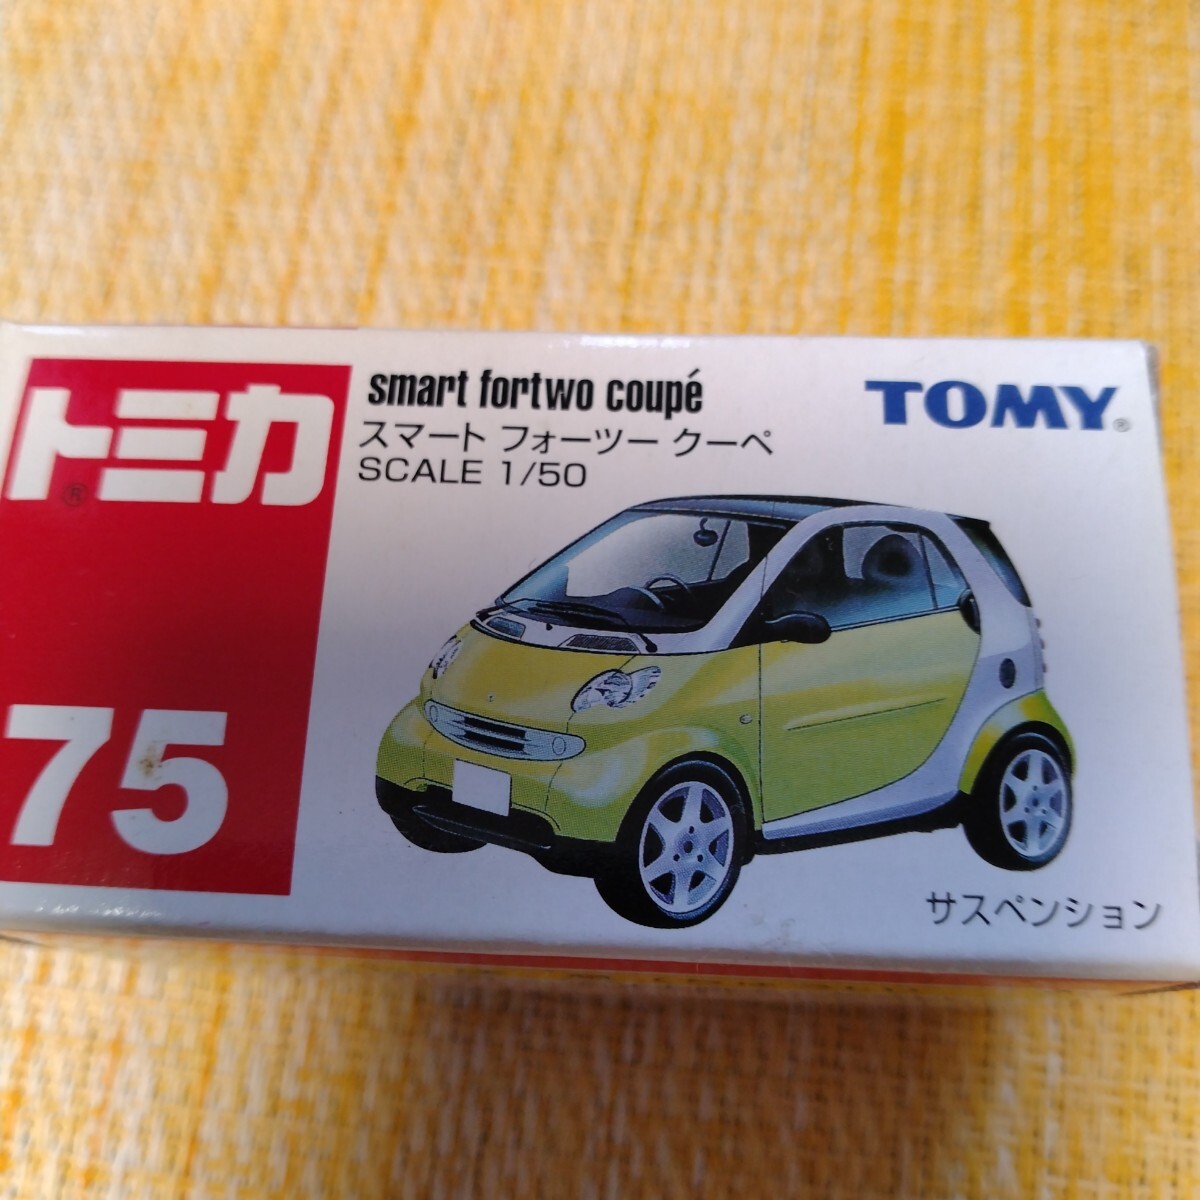 トミカ®
75
smart fortwo coupé
スマート フォーツー クーペ
SCALE 1/50
TOMY®
サスペンション